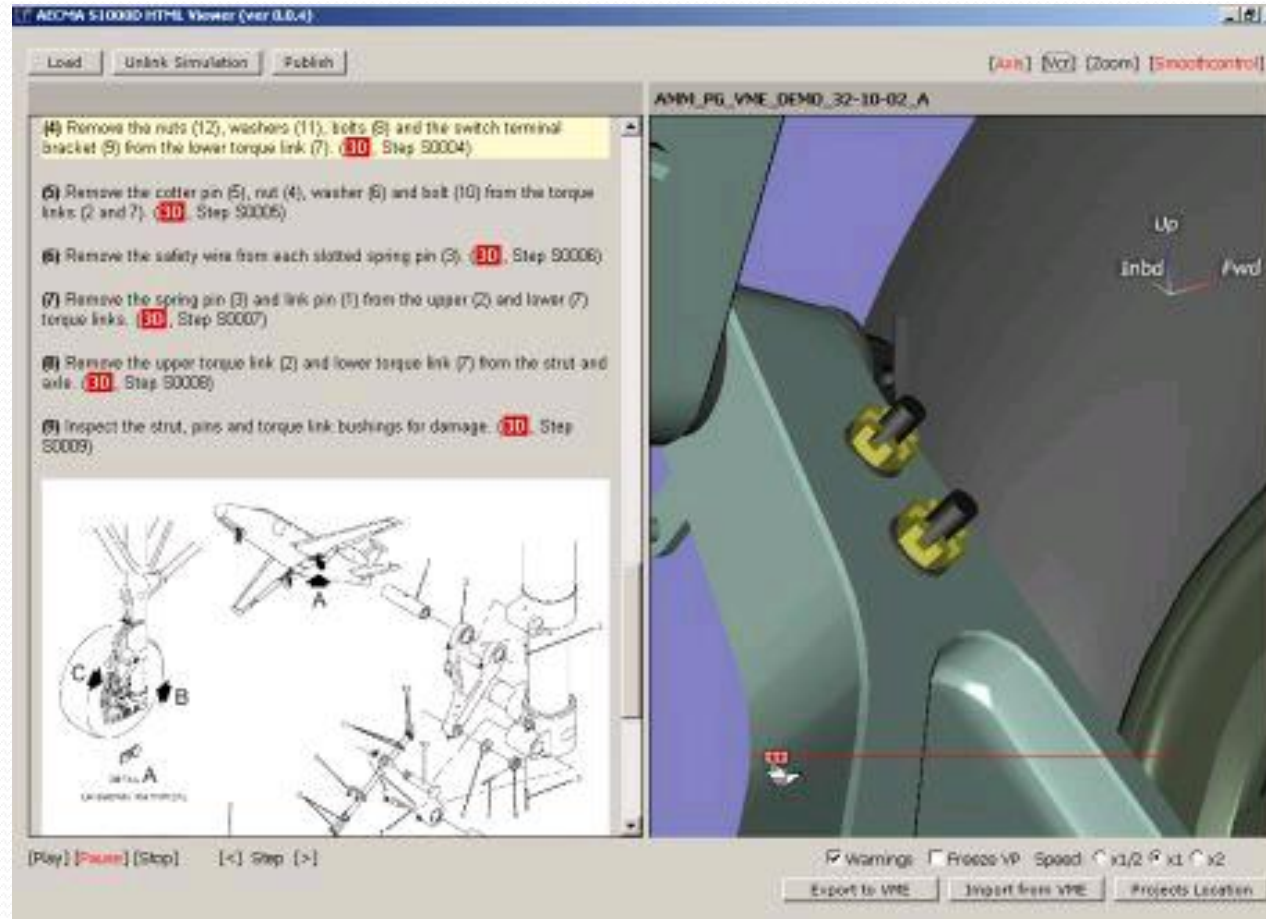 AECMA S1000D HTML Viewer (ver 0.0.4)
Load Unlink Simulation Publish
[Axis] [Vcr] [Zoom] [Smoothcontrol]
AMM_PG_VME_DEMO_32-10-02_A
(4) Remove the nuts (12), washers (11), bolts (8) and the switch terminal
bracket (9) from the lower torque link (7). (3D, Step S0004)
(5) Remove the cotter pin (5), nut (4), washer (6) and bolt (10) from the torque
links (2 and 7). (3D, Step S0005)
(6) Remove the safety wire from each slotted spring pin (3). (3D, Step S0006)
(7) Remove the spring pin (3) and link pin (1) from the upper (2) and lower (7)
torque links. (3D, Step S0007)
(8) Remove the upper torque link (2) and lower torque link (7) from the strut and
axle. (3D, Step S0008)
(9) Inspect the strut, pins and torque link bushings for damage. (3D, Step
S0009)
Up
Inbd Fwd
A
C
B
A
[Play] [Pause] [Stop] [<] Step [>]
Warnings Freeze VP Speed x1/2 x1 x2
Export to VME Import from VME Projects Location